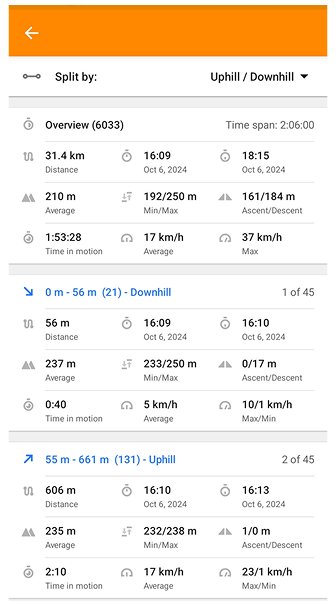 Split by: Uphill / Downhill
Overview (6033) Time span: 2:06:00
31.4 km 16:09 18:15
Distance Oct 6, 2024 Oct 6, 2024
210 m 192/250 m 161/184 m
Average Min/Max Ascent/Descent
1:53:28 17 km/h 37 km/h
Time in motion Average Max
0 m - 56 m (21) - Downhill 1 of 45
56 m 16:09 16:10
Distance Oct 6, 2024 Oct 6, 2024
237 m 233/250 m 0/17 m
Average Min/Max Ascent/Descent
0:40 5 km/h 10/1 km/h
Time in motion Average Max/Min
55 m - 661 m (131) - Uphill 2 of 45
606 m 16:10 16:13
Distance Oct 6, 2024 Oct 6, 2024
235 m 232/238 m 1/0 m
Average Min/Max Ascent/Descent
2:10 17 km/h 23/1 km/h
Time in motion Average Max/Min